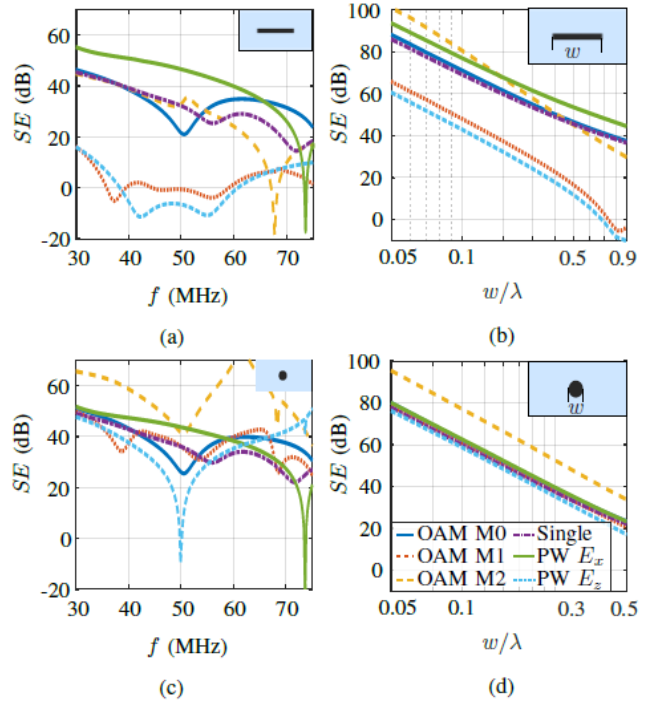 60
40
20
0
-20
SE (dB)
30 40 50 60 70
f (MHz)
(a)
w
100
80
60
40
20
0
SE (dB)
0.05 0.1 0.5 0.9
w/λ
(b)
60
40
20
0
-20
SE (dB)
30 40 50 60 70
f (MHz)
(c)
w
100
80
60
40
20
0
SE (dB)
OAM M0 Single
OAM M1 PW Ex
OAM M2 PW Ez
0.05 0.1 0.3 0.5
w/λ
(d)